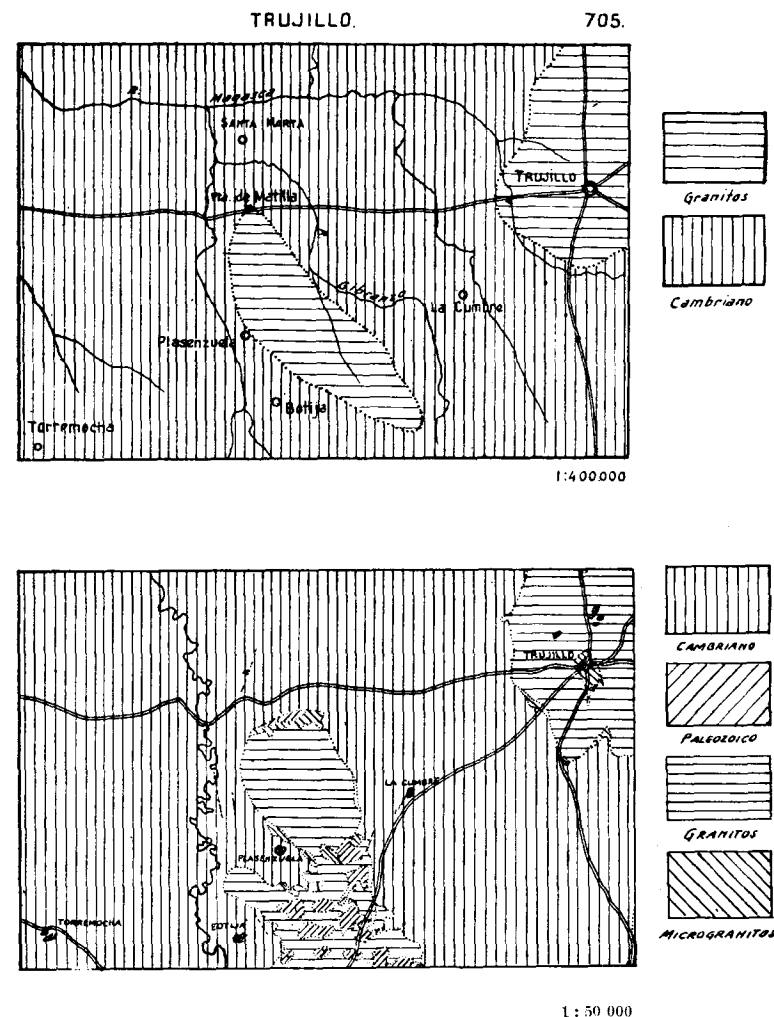 TRUJILLO. 705.
R. Magasca
SANTA MARTA
TRUJILLO
Pto. de Matilla
Gibranzo
La Cumbre
Plasenzuela
Botija
Torremocha
1:400.000
Granitos
Cambriano
TRUJILLO
LA CUMBRE
PLASENZUELA
TORREMOCHA
BOTIJA
CAMBRIANO
PALEOZOICO
GRANITOS
MICROGRANITOS
1 : 50 000